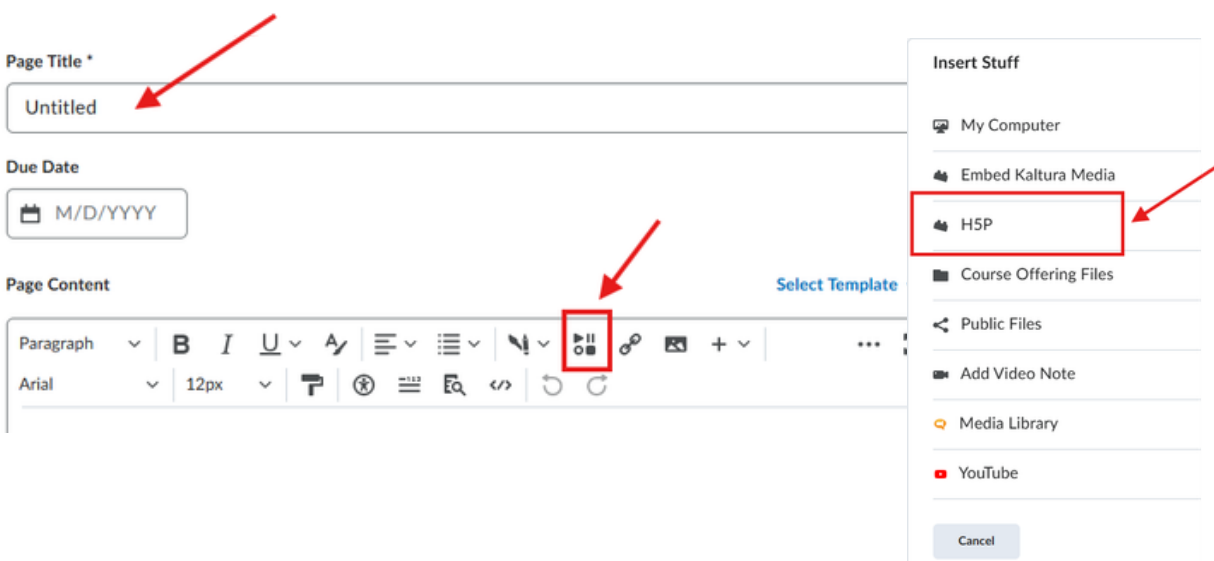 Page Title *
Untitled
Due Date
M/D/YYYY
Page Content
Select Template
Paragraph B I U A
Arial 12px
Insert Stuff
My Computer
Embed Kaltura Media
H5P
Course Offering Files
Public Files
Add Video Note
Media Library
YouTube
Cancel